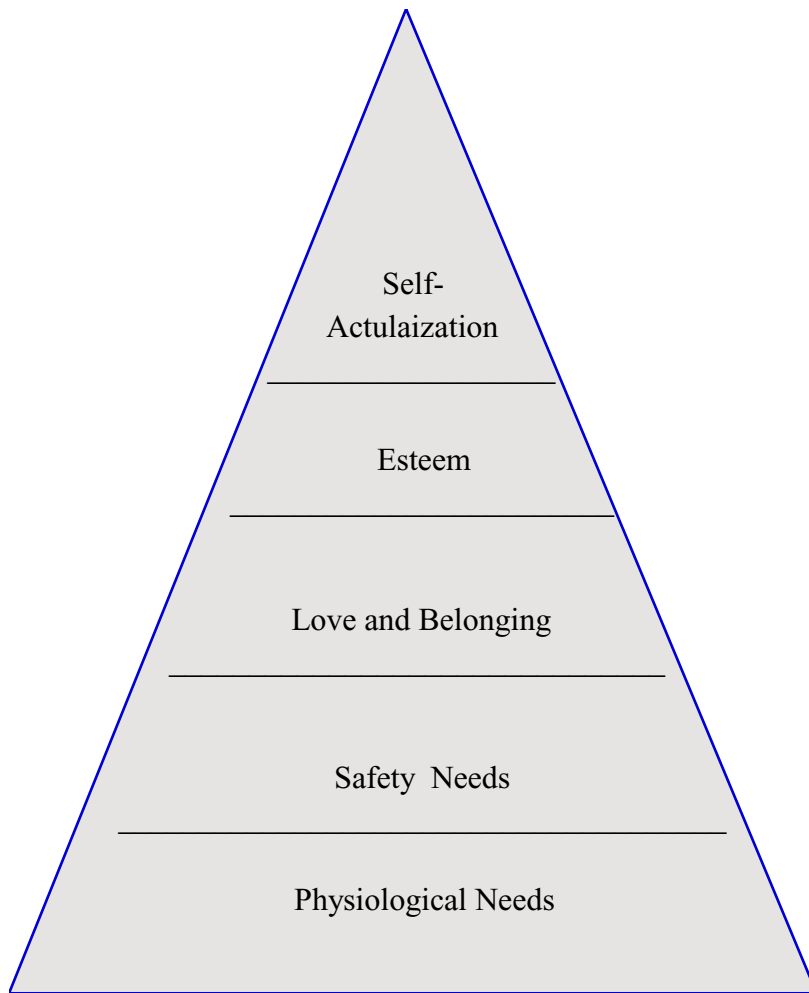 Self-
Actulaization
Esteem
Love and Belonging
Safety  Needs
Physiological Needs